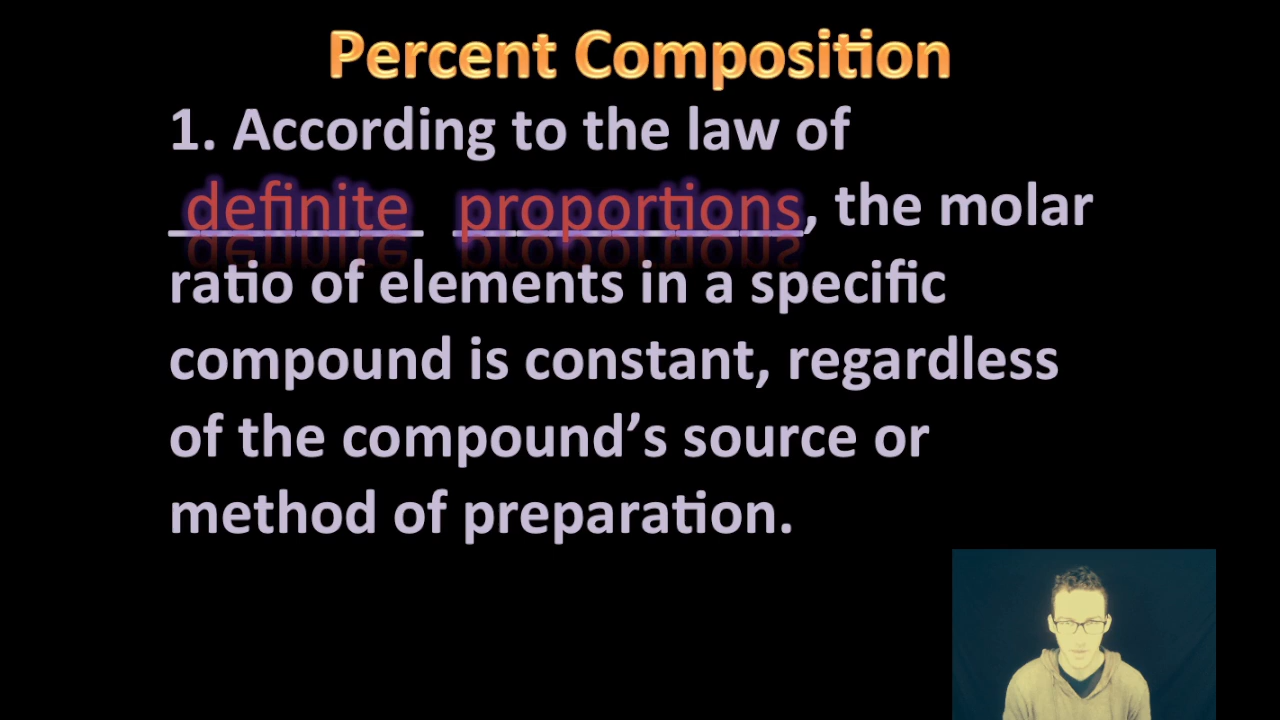 Percent Composition
1. According to the law of
definite proportions, the molar
ratio of elements in a specific
compound is constant, regardless
of the compound’s source or
method of preparation.